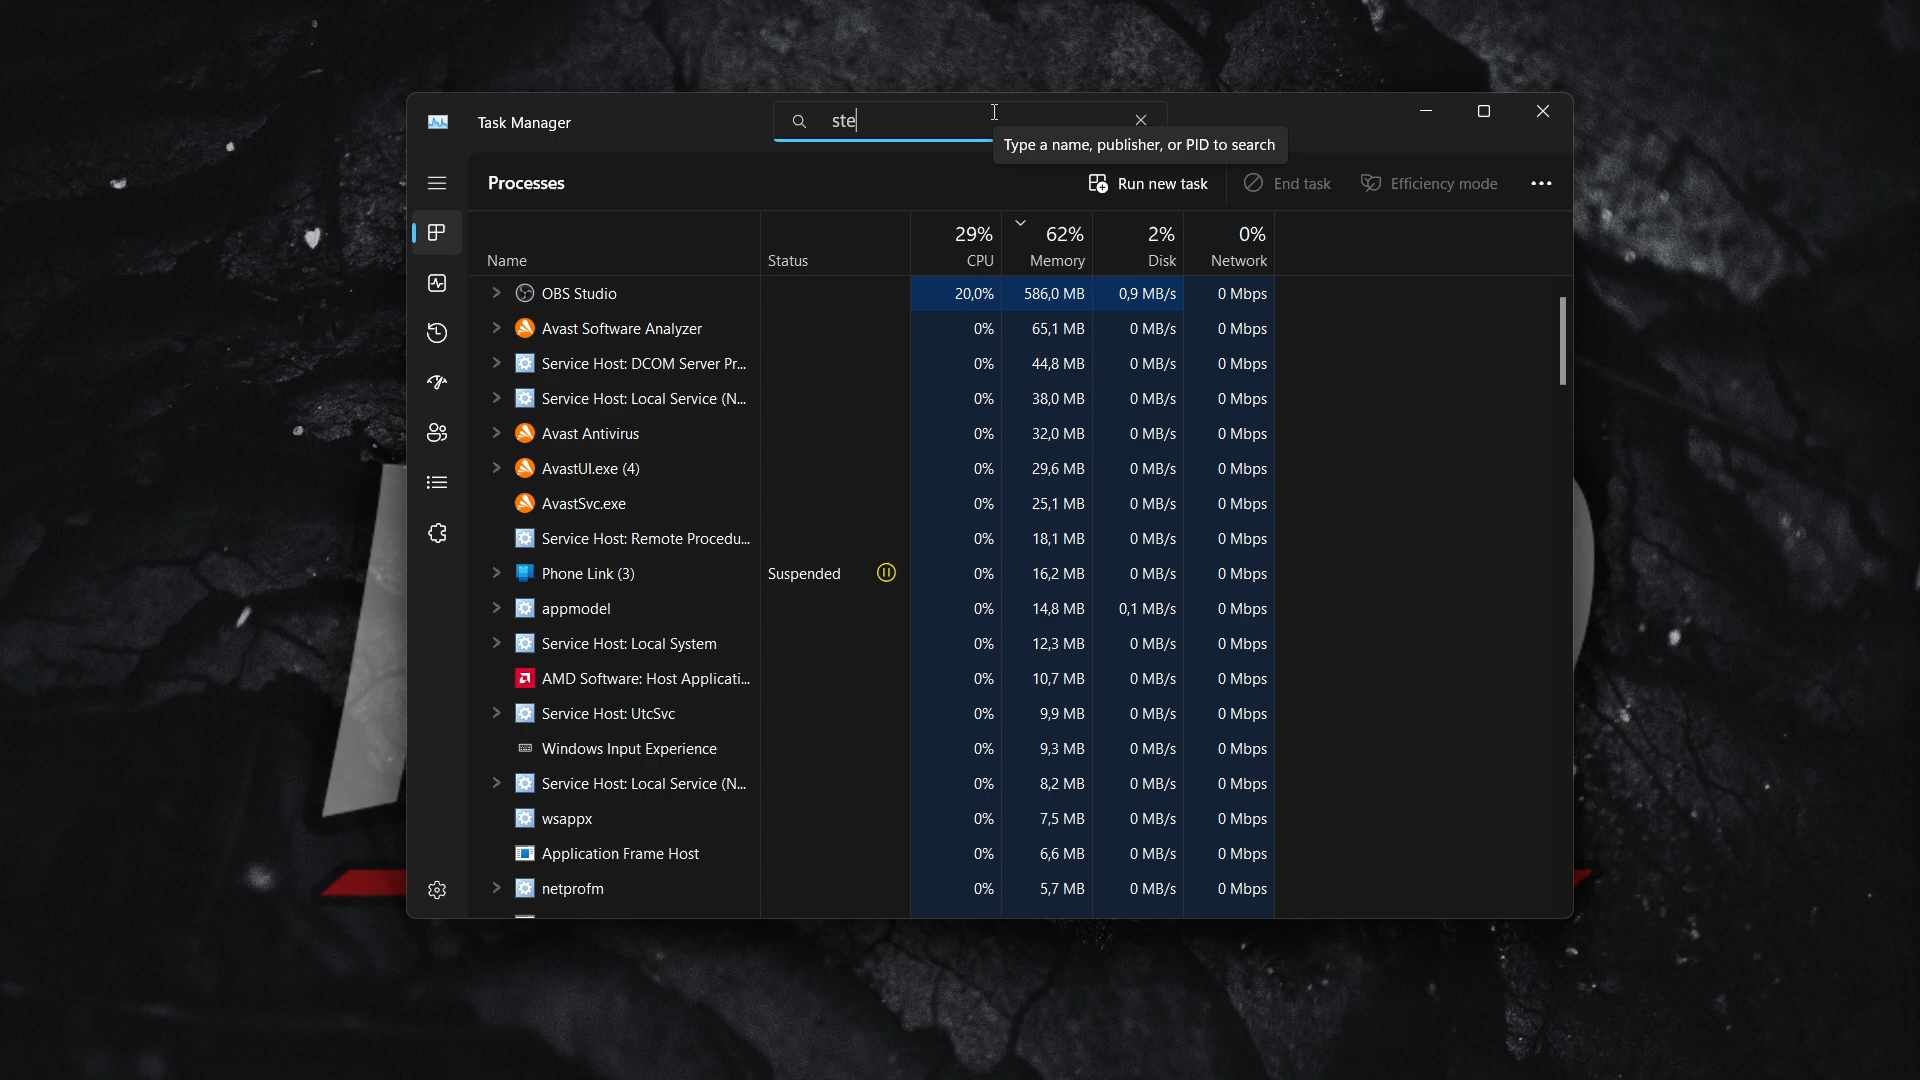 Task Manager
ste
Type a name, publisher, or PID to search
Processes
Run new task
End task
Efficiency mode
29% 62% 2% 0%
Name Status CPU Memory Disk Network
OBS Studio 20,0% 586,0 MB 0,9 MB/s 0 Mbps
Avast Software Analyzer 0% 65,1 MB 0 MB/s 0 Mbps
Service Host: DCOM Server Pr... 0% 44,8 MB 0 MB/s 0 Mbps
Service Host: Local Service (N... 0% 38,0 MB 0 MB/s 0 Mbps
Avast Antivirus 0% 32,0 MB 0 MB/s 0 Mbps
AvastUI.exe (4) 0% 29,6 MB 0 MB/s 0 Mbps
AvastSvc.exe 0% 25,1 MB 0 MB/s 0 Mbps
Service Host: Remote Procedu... 0% 18,1 MB 0 MB/s 0 Mbps
Phone Link (3) Suspended 0% 16,2 MB 0 MB/s 0 Mbps
appmodel 0% 14,8 MB 0,1 MB/s 0 Mbps
Service Host: Local System 0% 12,3 MB 0 MB/s 0 Mbps
AMD Software: Host Applicati... 0% 10,7 MB 0 MB/s 0 Mbps
Service Host: UtcSvc 0% 9,9 MB 0 MB/s 0 Mbps
Windows Input Experience 0% 9,3 MB 0 MB/s 0 Mbps
Service Host: Local Service (N... 0% 8,2 MB 0 MB/s 0 Mbps
wsappx 0% 7,5 MB 0 MB/s 0 Mbps
Application Frame Host 0% 6,6 MB 0 MB/s 0 Mbps
netprofm 0% 5,7 MB 0 MB/s 0 Mbps